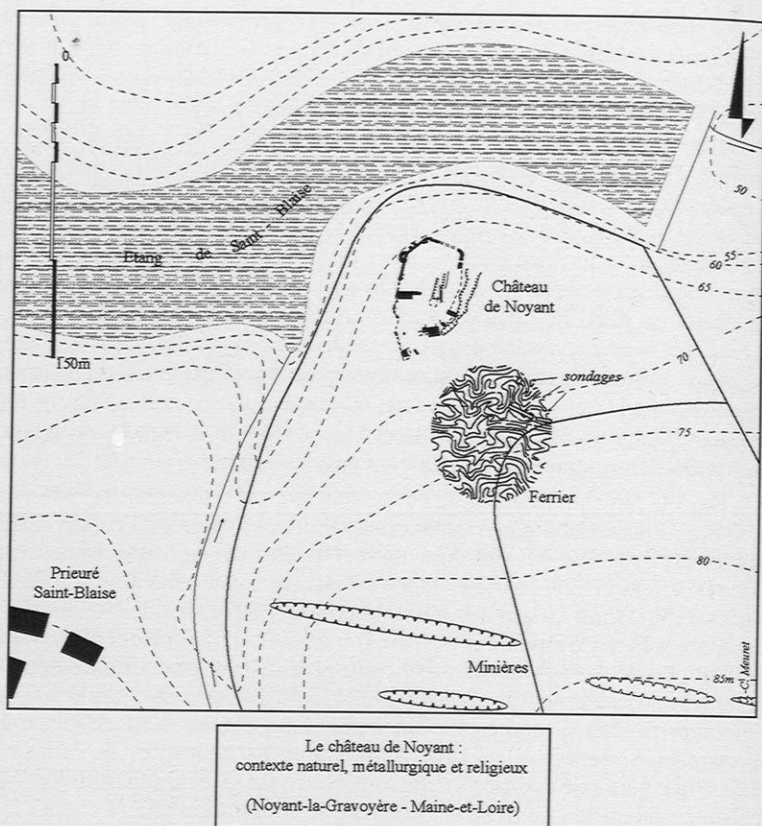 0
Etang de Saint - Blaise
50
55
60
65
Château
de Noyant
150m
70
sondages
75
Ferrier
80
Prieuré
Saint-Blaise
Minières
85m
J.-C. Meuret
Le château de Noyant :
contexte naturel, métallurgique et religieux
(Noyant-la-Gravoyère - Maine-et-Loire)